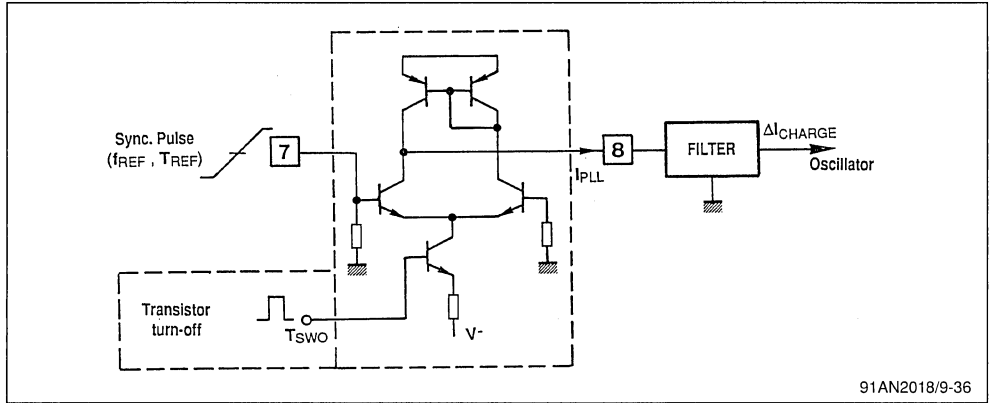 Sync. Pulse
(fREF , TREF)
7
IPLL
8
FILTER
ΔICHARGE
Oscillator
Transistor
turn-off
TSWO
V-
91AN2018/9-36